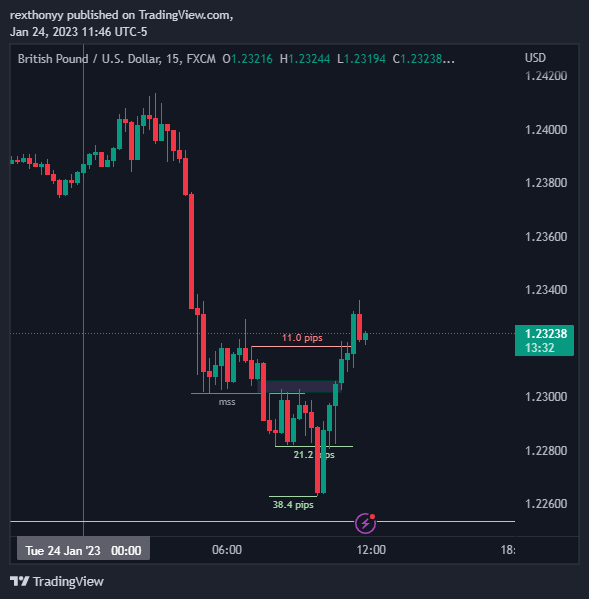 rexthonyy published on TradingView.com,
Jan 24, 2023 11:46 UTC-5
British Pound / U.S. Dollar, 15, FXCM O1.23216 H1.23244 L1.23194 C1.23238...
USD
1.24200
1.24000
1.23800
1.23600
1.23400
1.23238
13:32
11.0 pips
1.23000
mss
1.22800
21.2 pips
38.4 pips
1.22600
Tue 24 Jan '23 00:00
06:00
12:00
18:
TradingView